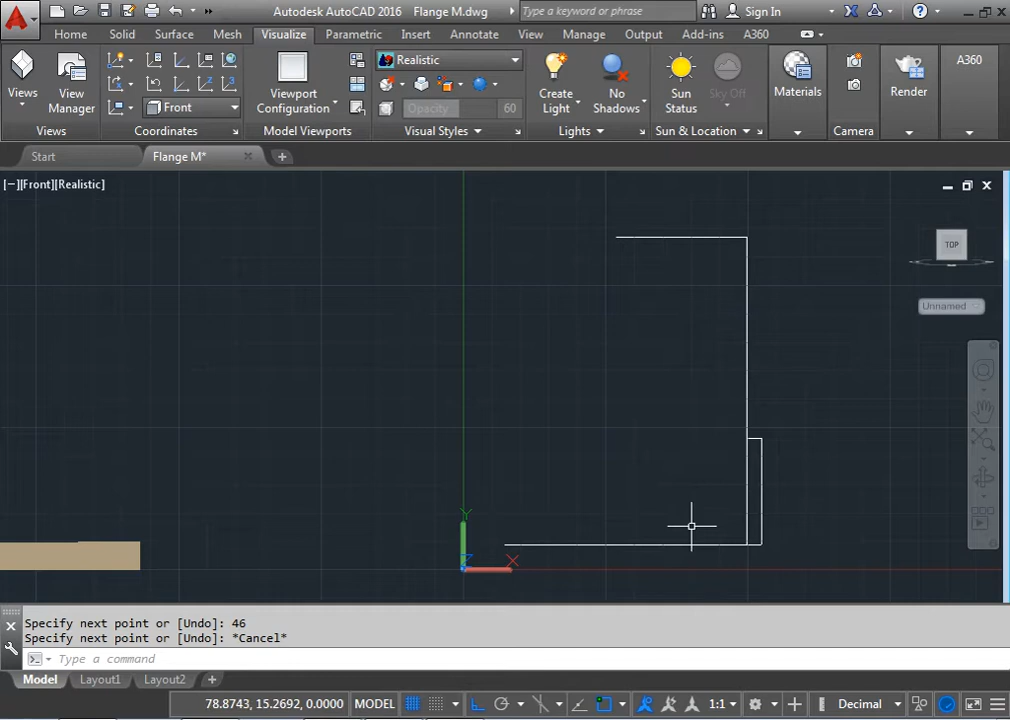 Autodesk AutoCAD 2016 Flange M.dwg
Type a keyword or phrase
Sign In
Home Solid Surface Mesh Visualize Parametric Insert Annotate View Manage Output Add-ins A360
Views
View Manager
Views
Front
Coordinates
Viewport Configuration
Model Viewports
Realistic
Opacity 60
Visual Styles
Create Light
No Shadows
Lights
Sun Status
Sky Off
Sun & Location
Materials
Camera
Render
A360
Start
Flange M*
[−][Front][Realistic]
TOP
Unnamed
Y
Z
X
Specify next point or [Undo]: 46
Specify next point or [Undo]: *Cancel*
Type a command
Model Layout1 Layout2
78.8743, 15.2692, 0.0000 MODEL 1:1 Decimal